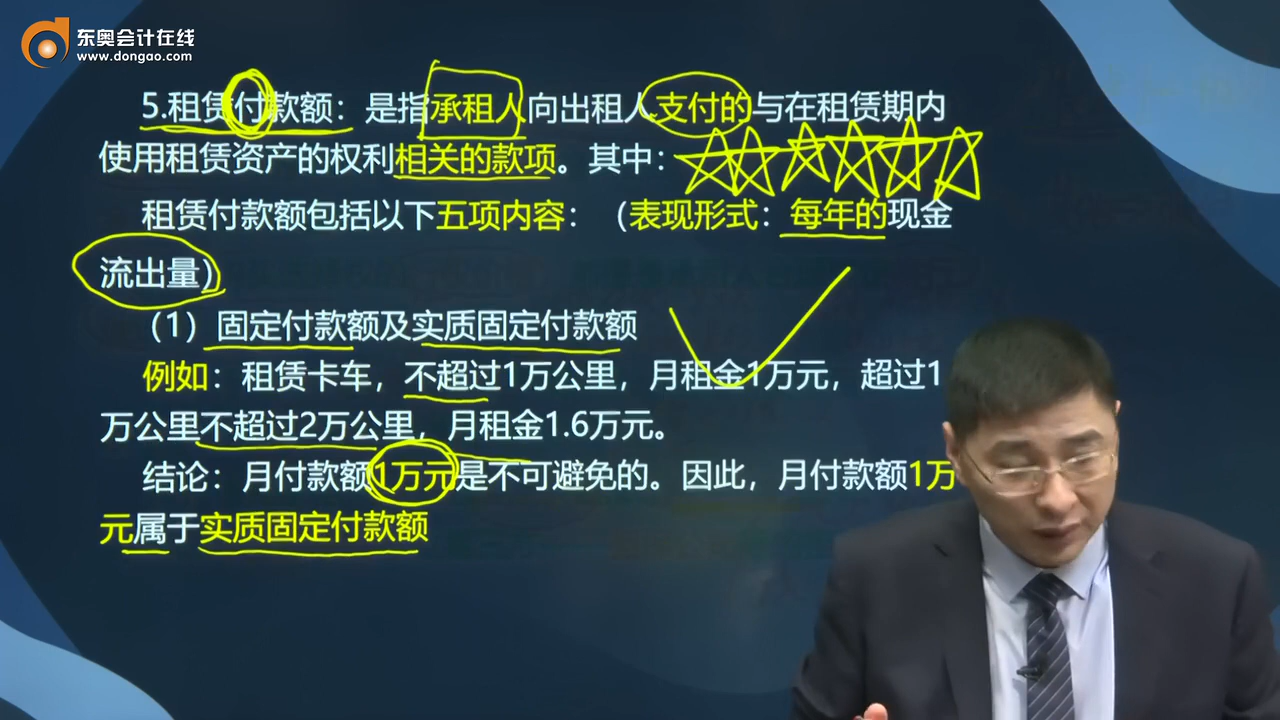 东奥会计在线
www.dongao.com
5.租赁付款额：是指承租人向出租人支付的与在租赁期内
使用租赁资产的权利相关的款项。其中：
租赁付款额包括以下五项内容：（表现形式：每年的现金
流出量）
（1）固定付款额及实质固定付款额
例如：租赁卡车，不超过1万公里，月租金1万元，超过1
万公里不超过2万公里，月租金1.6万元。
结论：月付款额1万元是不可避免的。因此，月付款额1万
元属于实质固定付款额